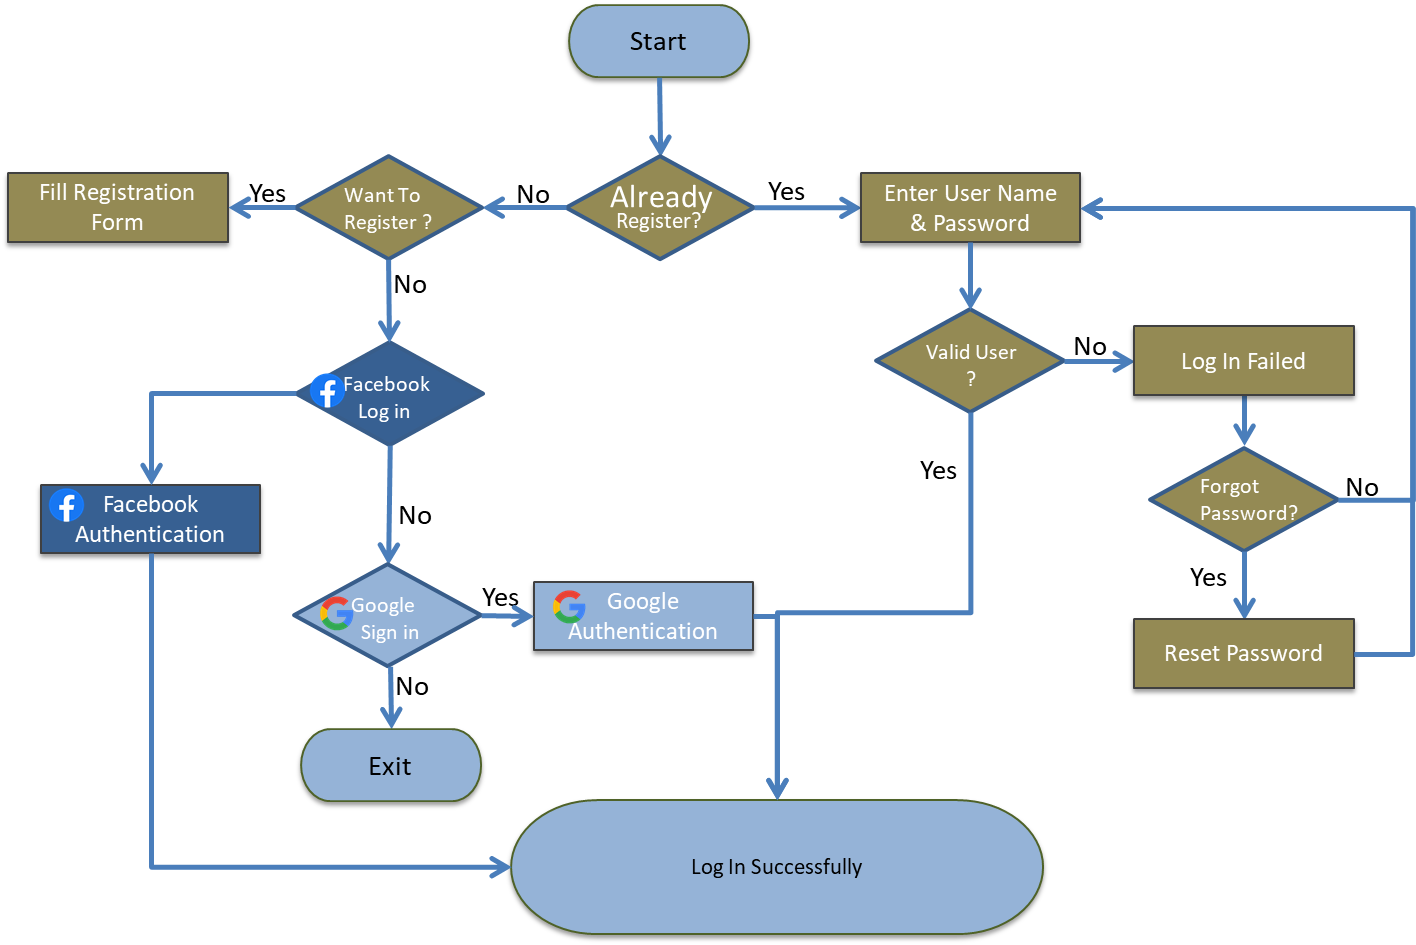 Start
Fill Registration
Form
Yes
Want To
Register ?
No
Already
Register?
Yes
Enter User Name
& Password
No
Facebook
Log in
Valid User
?
No
Log In Failed
Yes
Forgot
Password?
No
Facebook
Authentication
No
Yes
Google
Sign in
Yes
Google
Authentication
Reset Password
No
Exit
Log In Successfully